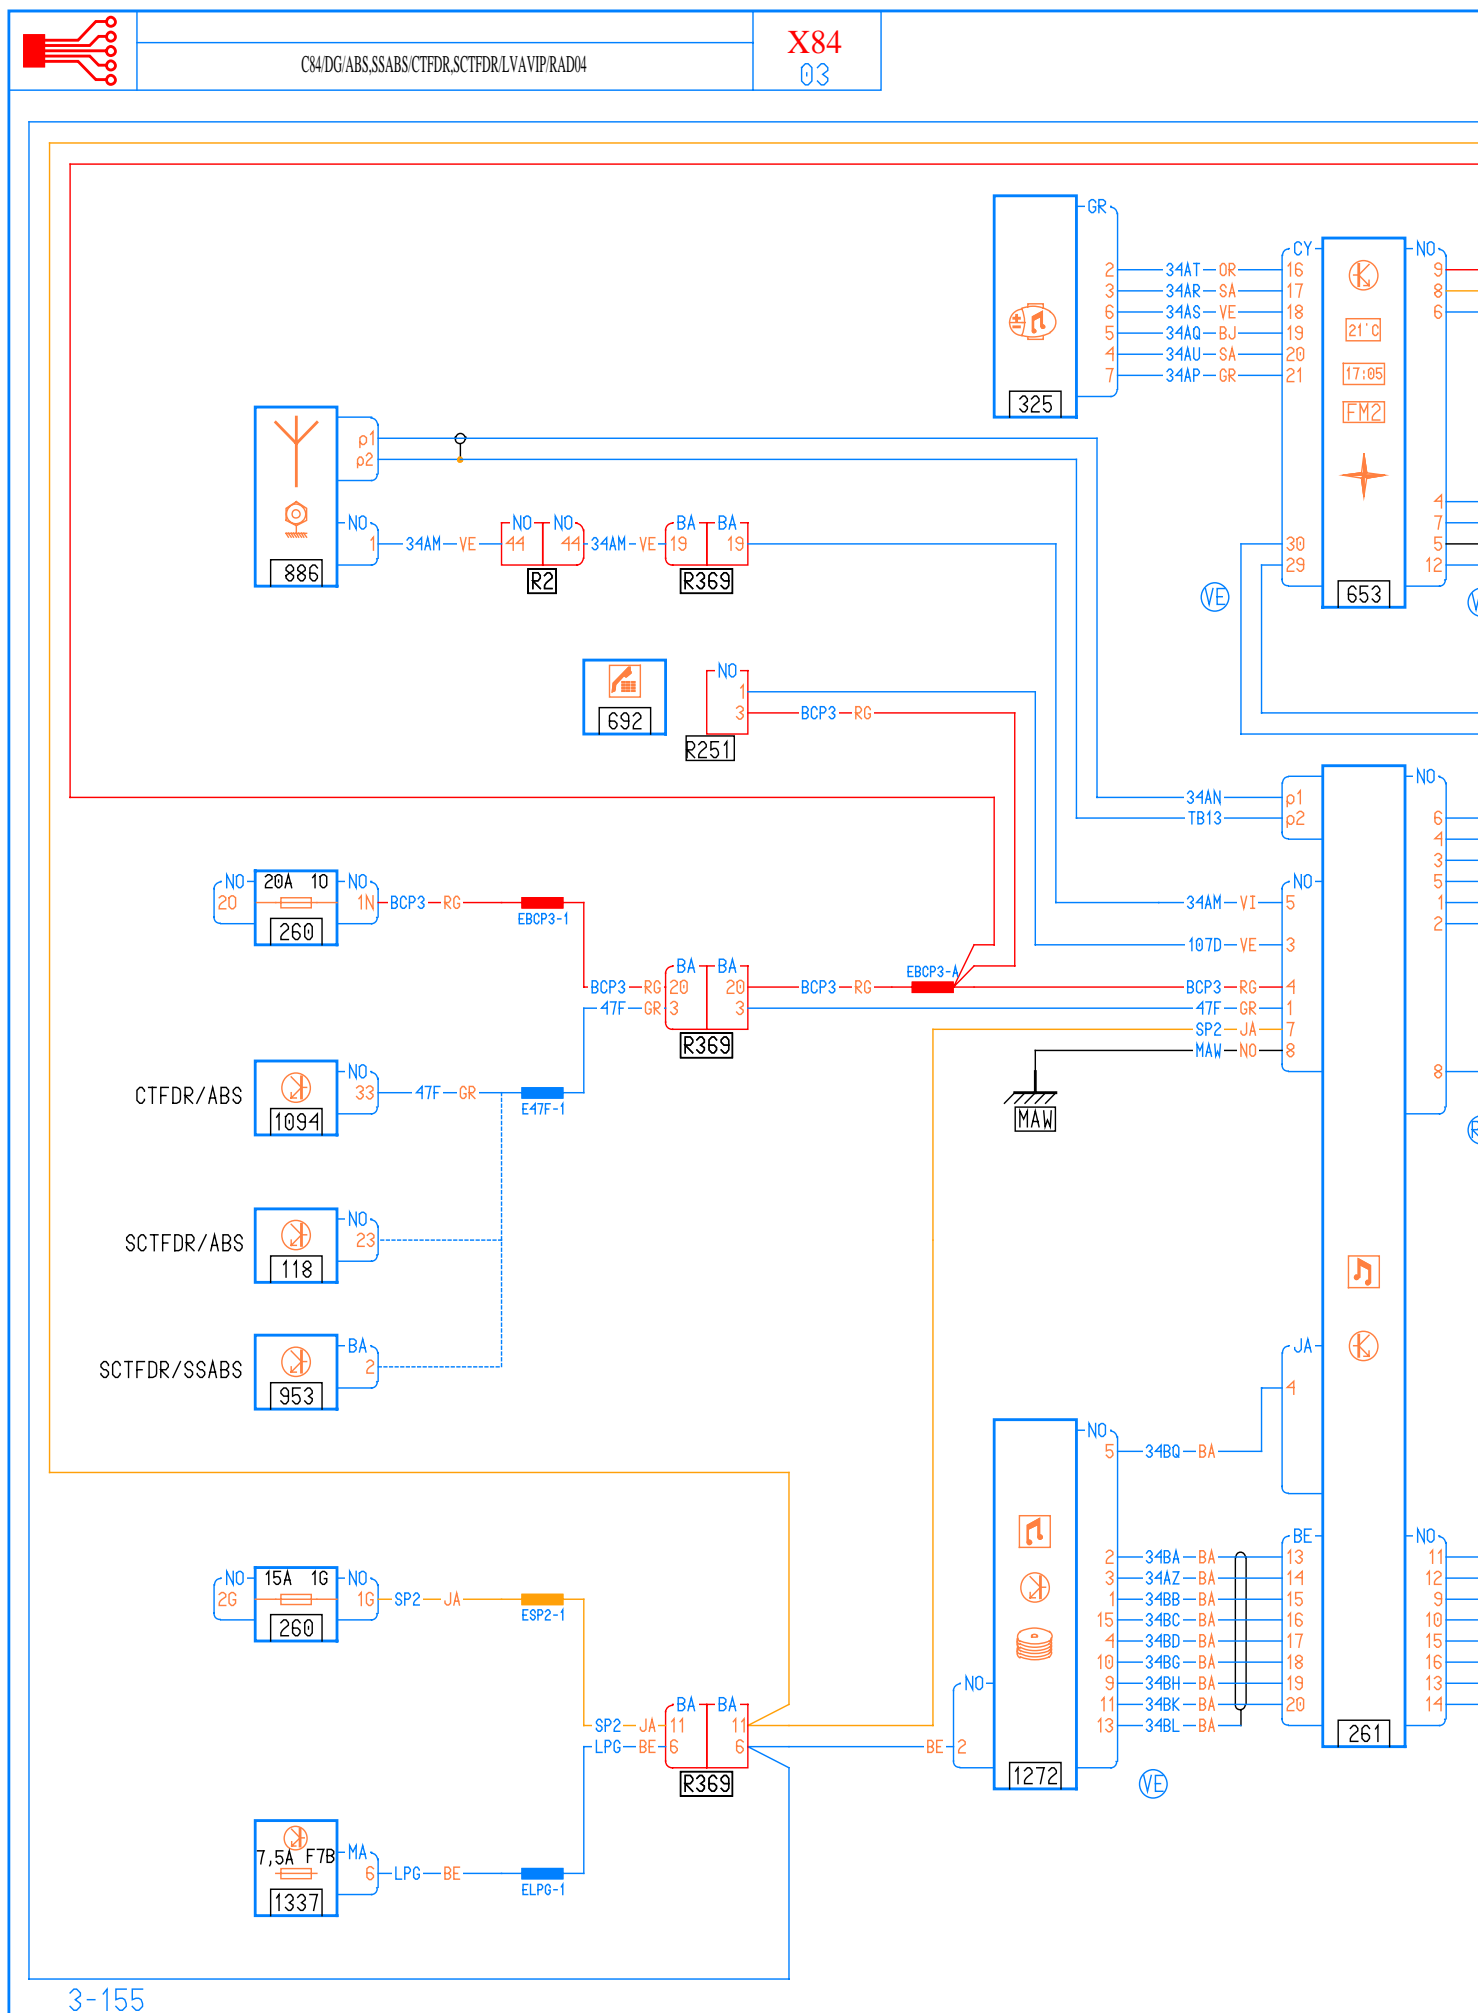 X84
C84/DG/ABS,SSABS/CTFDR,SCTFDR/LVAVIP/RAD04
03
GR
2 34AT OR 16
3 34AR SA 17
6 34AS VE 18
5 34AQ BJ 19
4 34AU SA 20
7 34AP GR 21
325
CY NO
9
8
6
21°C
17:05
FM2
4
7
30 5
29 12
653
VE
p1
p2
NO
1 34AM VE 44 NO NO 44 34AM VE 19 BA BA 19
886
R2
R369
692
NO
1
3 BCP3 RG
R251
34AN p1
TB13 p2
NO
6
4
3
5
1
2
NO
34AM VI 5
107D VE 3
BCP3 RG 4
47F GR 1
SP2 JA 7
MAW NO 8
8
MAW
NO 20A 10 NO
20 1N BCP3 RG
260
EBCP3-1
BA BA
BCP3 RG 20 20 BCP3 RG
EBCP3-A
47F GR 3 3
R369
CTFDR/ABS
NO
33 47F GR
1094
E47F-1
SCTFDR/ABS
NO
23
118
SCTFDR/SSABS
BA
2
953
JA
4
NO
5 34BQ BA
BE NO
2 34BA BA 13 11
3 34AZ BA 14 12
1 34BB BA 15 9
15 34BC BA 16 10
4 34BD BA 17 15
10 34BG BA 18 16
9 34BH BA 19 13
11 34BK BA 20 14
13 34BL BA
261
NO
BE 2
1272
VE
NO 15A 1G NO
2G 1G SP2 JA
260
ESP2-1
BA BA
SP2 JA 11 11
LPG BE 6 6
R369
7,5A F7B MA
6 LPG BE
1337
ELPG-1
3-155